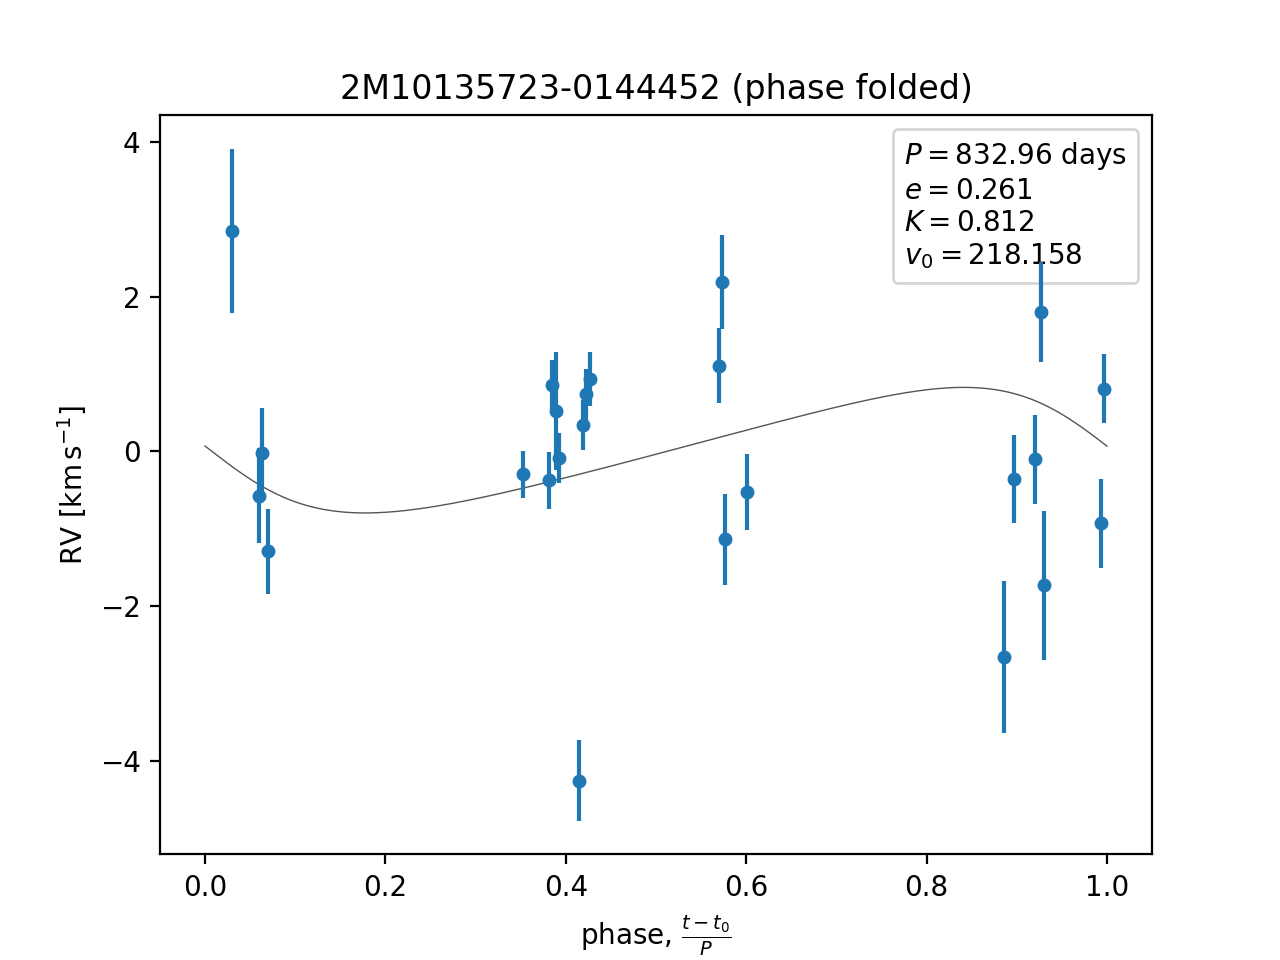 2M10135723-0144452 (phase folded)
P = 832.96 days
e = 0.261
K = 0.812
v₀ = 218.158
4
2
0
−2
−4
RV [km s⁻¹]
0.0 0.2 0.4 0.6 0.8 1.0
phase, (t − t₀)/P